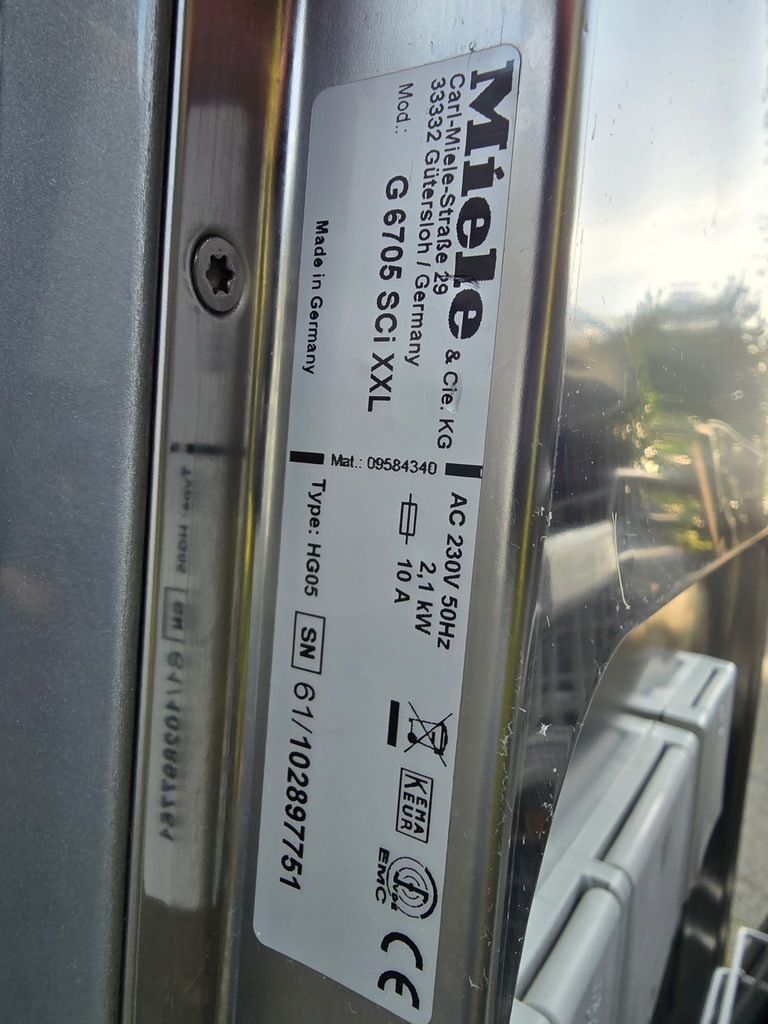 Miele & Cie. KG
Carl-Miele-Straße 29
33332 Gütersloh / Germany
Mod.: G 6705 SCi XXL
Made in Germany
Mat.: 09584340
AC 230V 50Hz
2,1 kW
10 A
Type: HG05 SN 61/102897751
KEMA
KEUR
EMC
CE